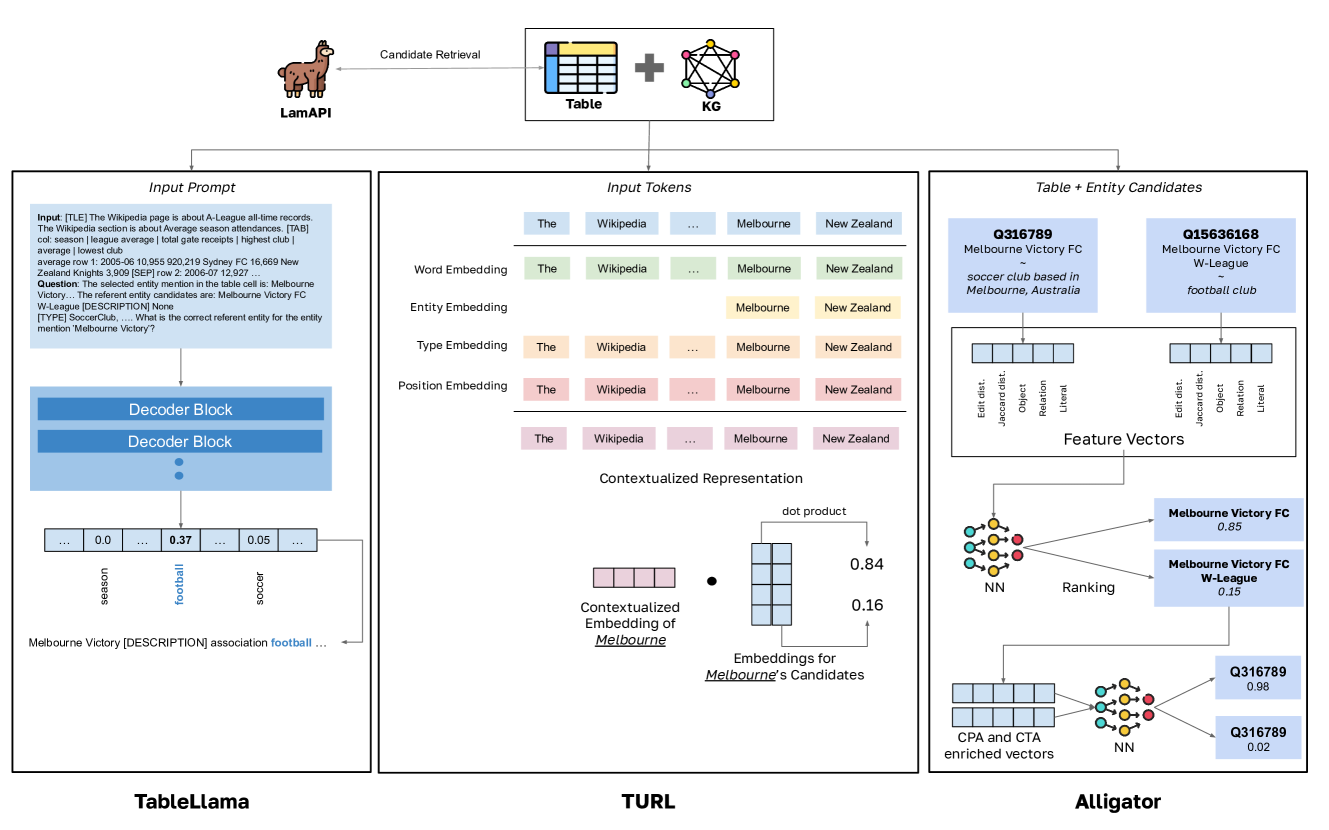 Candidate Retrieval
LamAPI
Table
KG
Input Prompt
Input: [TLE] The Wikipedia page is about A-League all-time records.
The Wikipedia section is about Average season attendances. [TAB]
col: season | league average | total gate receipts | highest club |
average | lowest club
average row 1: 2005-06 10,955 920,219 Sydney FC 16,669 New
Zealand Knights 3,909 [SEP] row 2: 2006-07 12,927 ...
Question: The selected entity mention in the table cell is: Melbourne
Victory... The referent entity candidates are: Melbourne Victory FC
W-League [DESCRIPTION] None
[TYPE] SoccerClub, .... What is the correct referent entity for the entity
mention 'Melbourne Victory'?
Decoder Block
Decoder Block
... 0.0 ... 0.37 ... 0.05 ...
season
football
soccer
Melbourne Victory [DESCRIPTION] association football ...
TableLlama
Input Tokens
The Wikipedia ... Melbourne New Zealand
Word Embedding The Wikipedia ... Melbourne New Zealand
Entity Embedding Melbourne New Zealand
Type Embedding The Wikipedia ... Melbourne New Zealand
Position Embedding The Wikipedia ... Melbourne New Zealand
The Wikipedia ... Melbourne New Zealand
Contextualized Representation
dot product
0.84
0.16
Contextualized
Embedding of
Melbourne
Embeddings for
Melbourne's Candidates
TURL
Table + Entity Candidates
Q316789
Melbourne Victory FC
~
soccer club based in
Melbourne, Australia
Q15636168
Melbourne Victory FC
W-League
~
football club
Edit dist.
Jaccard dist.
Object
Relation
Literal
Edit dist.
Jaccard dist.
Object
Relation
Literal
Feature Vectors
NN
Ranking
Melbourne Victory FC
0.85
Melbourne Victory FC
W-League
0.15
CPA and CTA
enriched vectors
NN
Q316789
0.98
Q316789
0.02
Alligator